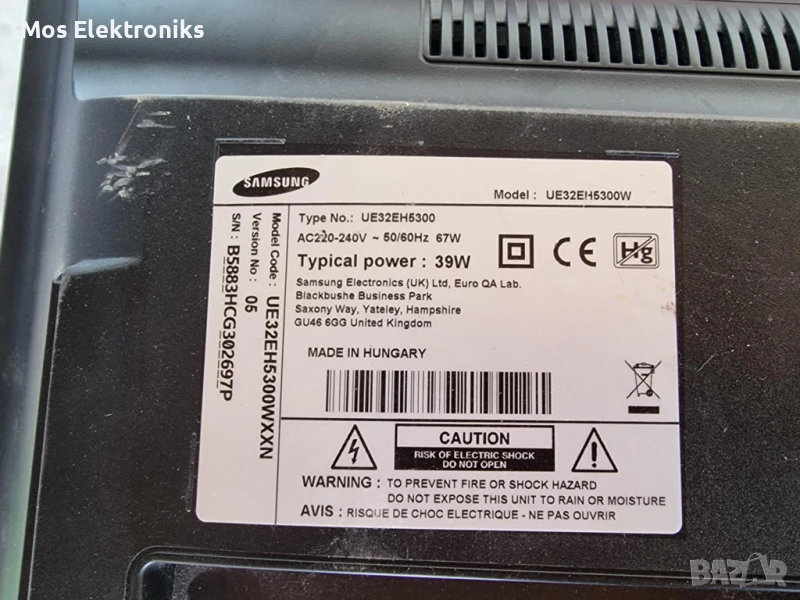 Mos Elektroniks
SAMSUNG
Model : UE32EH5300W
Type No.: UE32EH5300
AC220-240V ~ 50/60Hz 67W
Typical power : 39W
Samsung Electronics (UK) Ltd, Euro QA Lab.
Blackbushe Business Park
Saxony Way, Yateley, Hampshire
GU46 6GG United Kingdom
MADE IN HUNGARY
Hg
Model Code : UE32EH5300WXXN
Version No : 05
S/N : B5883HCG302697P
CAUTION
RISK OF ELECTRIC SHOCK
DO NOT OPEN
WARNING : TO PREVENT FIRE OR SHOCK HAZARD
DO NOT EXPOSE THIS UNIT TO RAIN OR MOISTURE
AVIS : RISQUE DE CHOC ELECTRIQUE - NE PAS OUVRIR
BAZAR